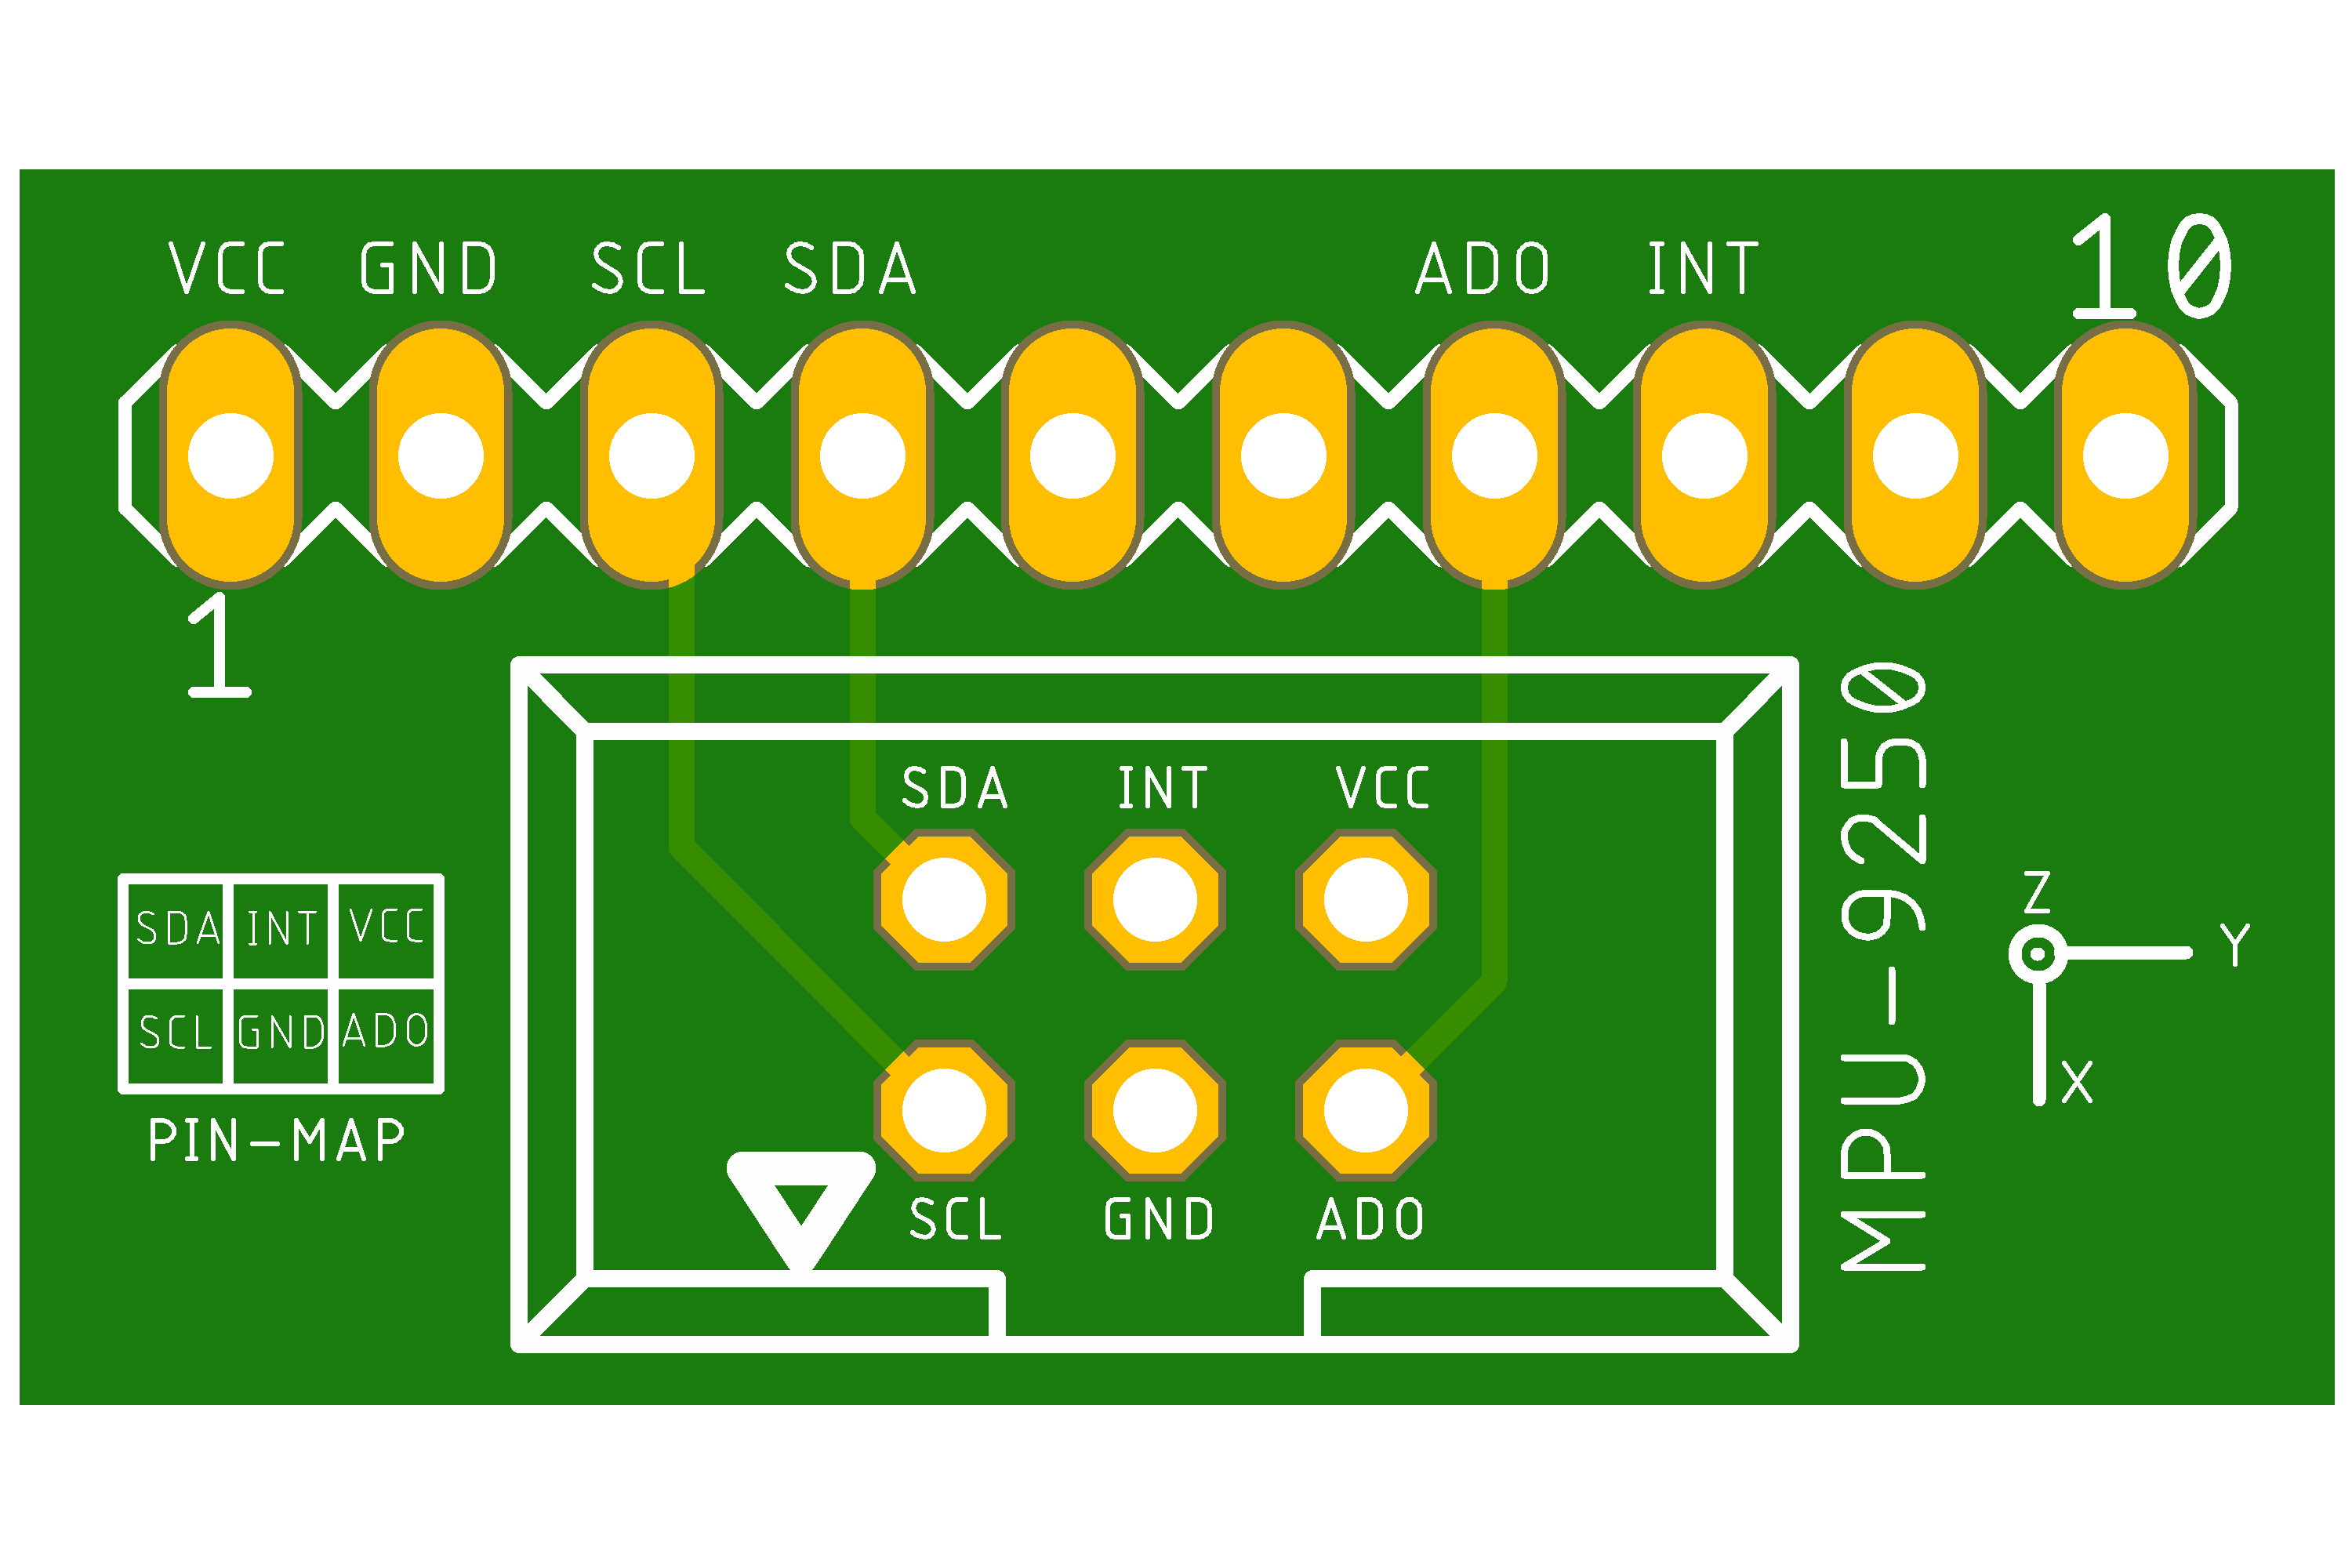 VCC GND SCL SDA ADO INT 10
1
SDA INT VCC
SCL GND ADO
PIN-MAP
SDA INT VCC
SCL GND ADO
MPU-9250
Z
Y
X